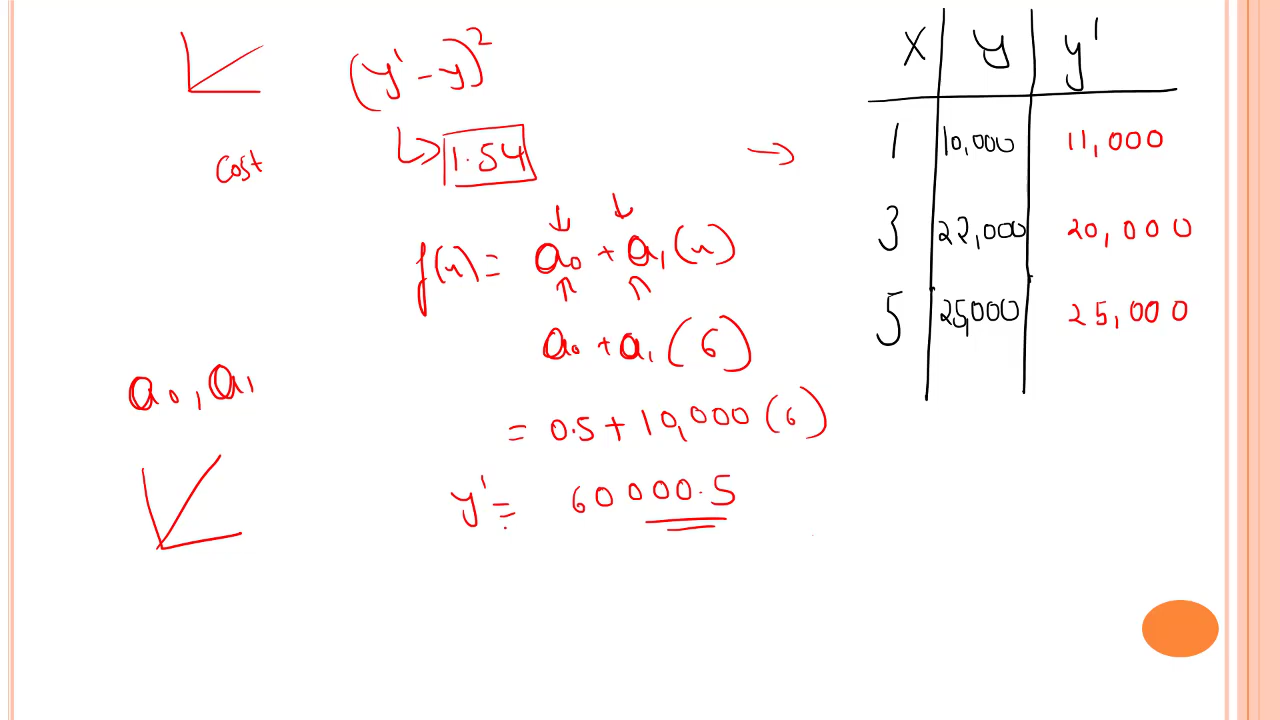 (y' - y)²
cost
1.54
f(x) = a₀ + a₁(x)
a₀ + a₁(6)
a₀, a₁
= 0.5 + 10,000(6)
y' = 60000.5
x y y'
1 10,000 11,000
3 22,000 20,000
5 25,000 25,000